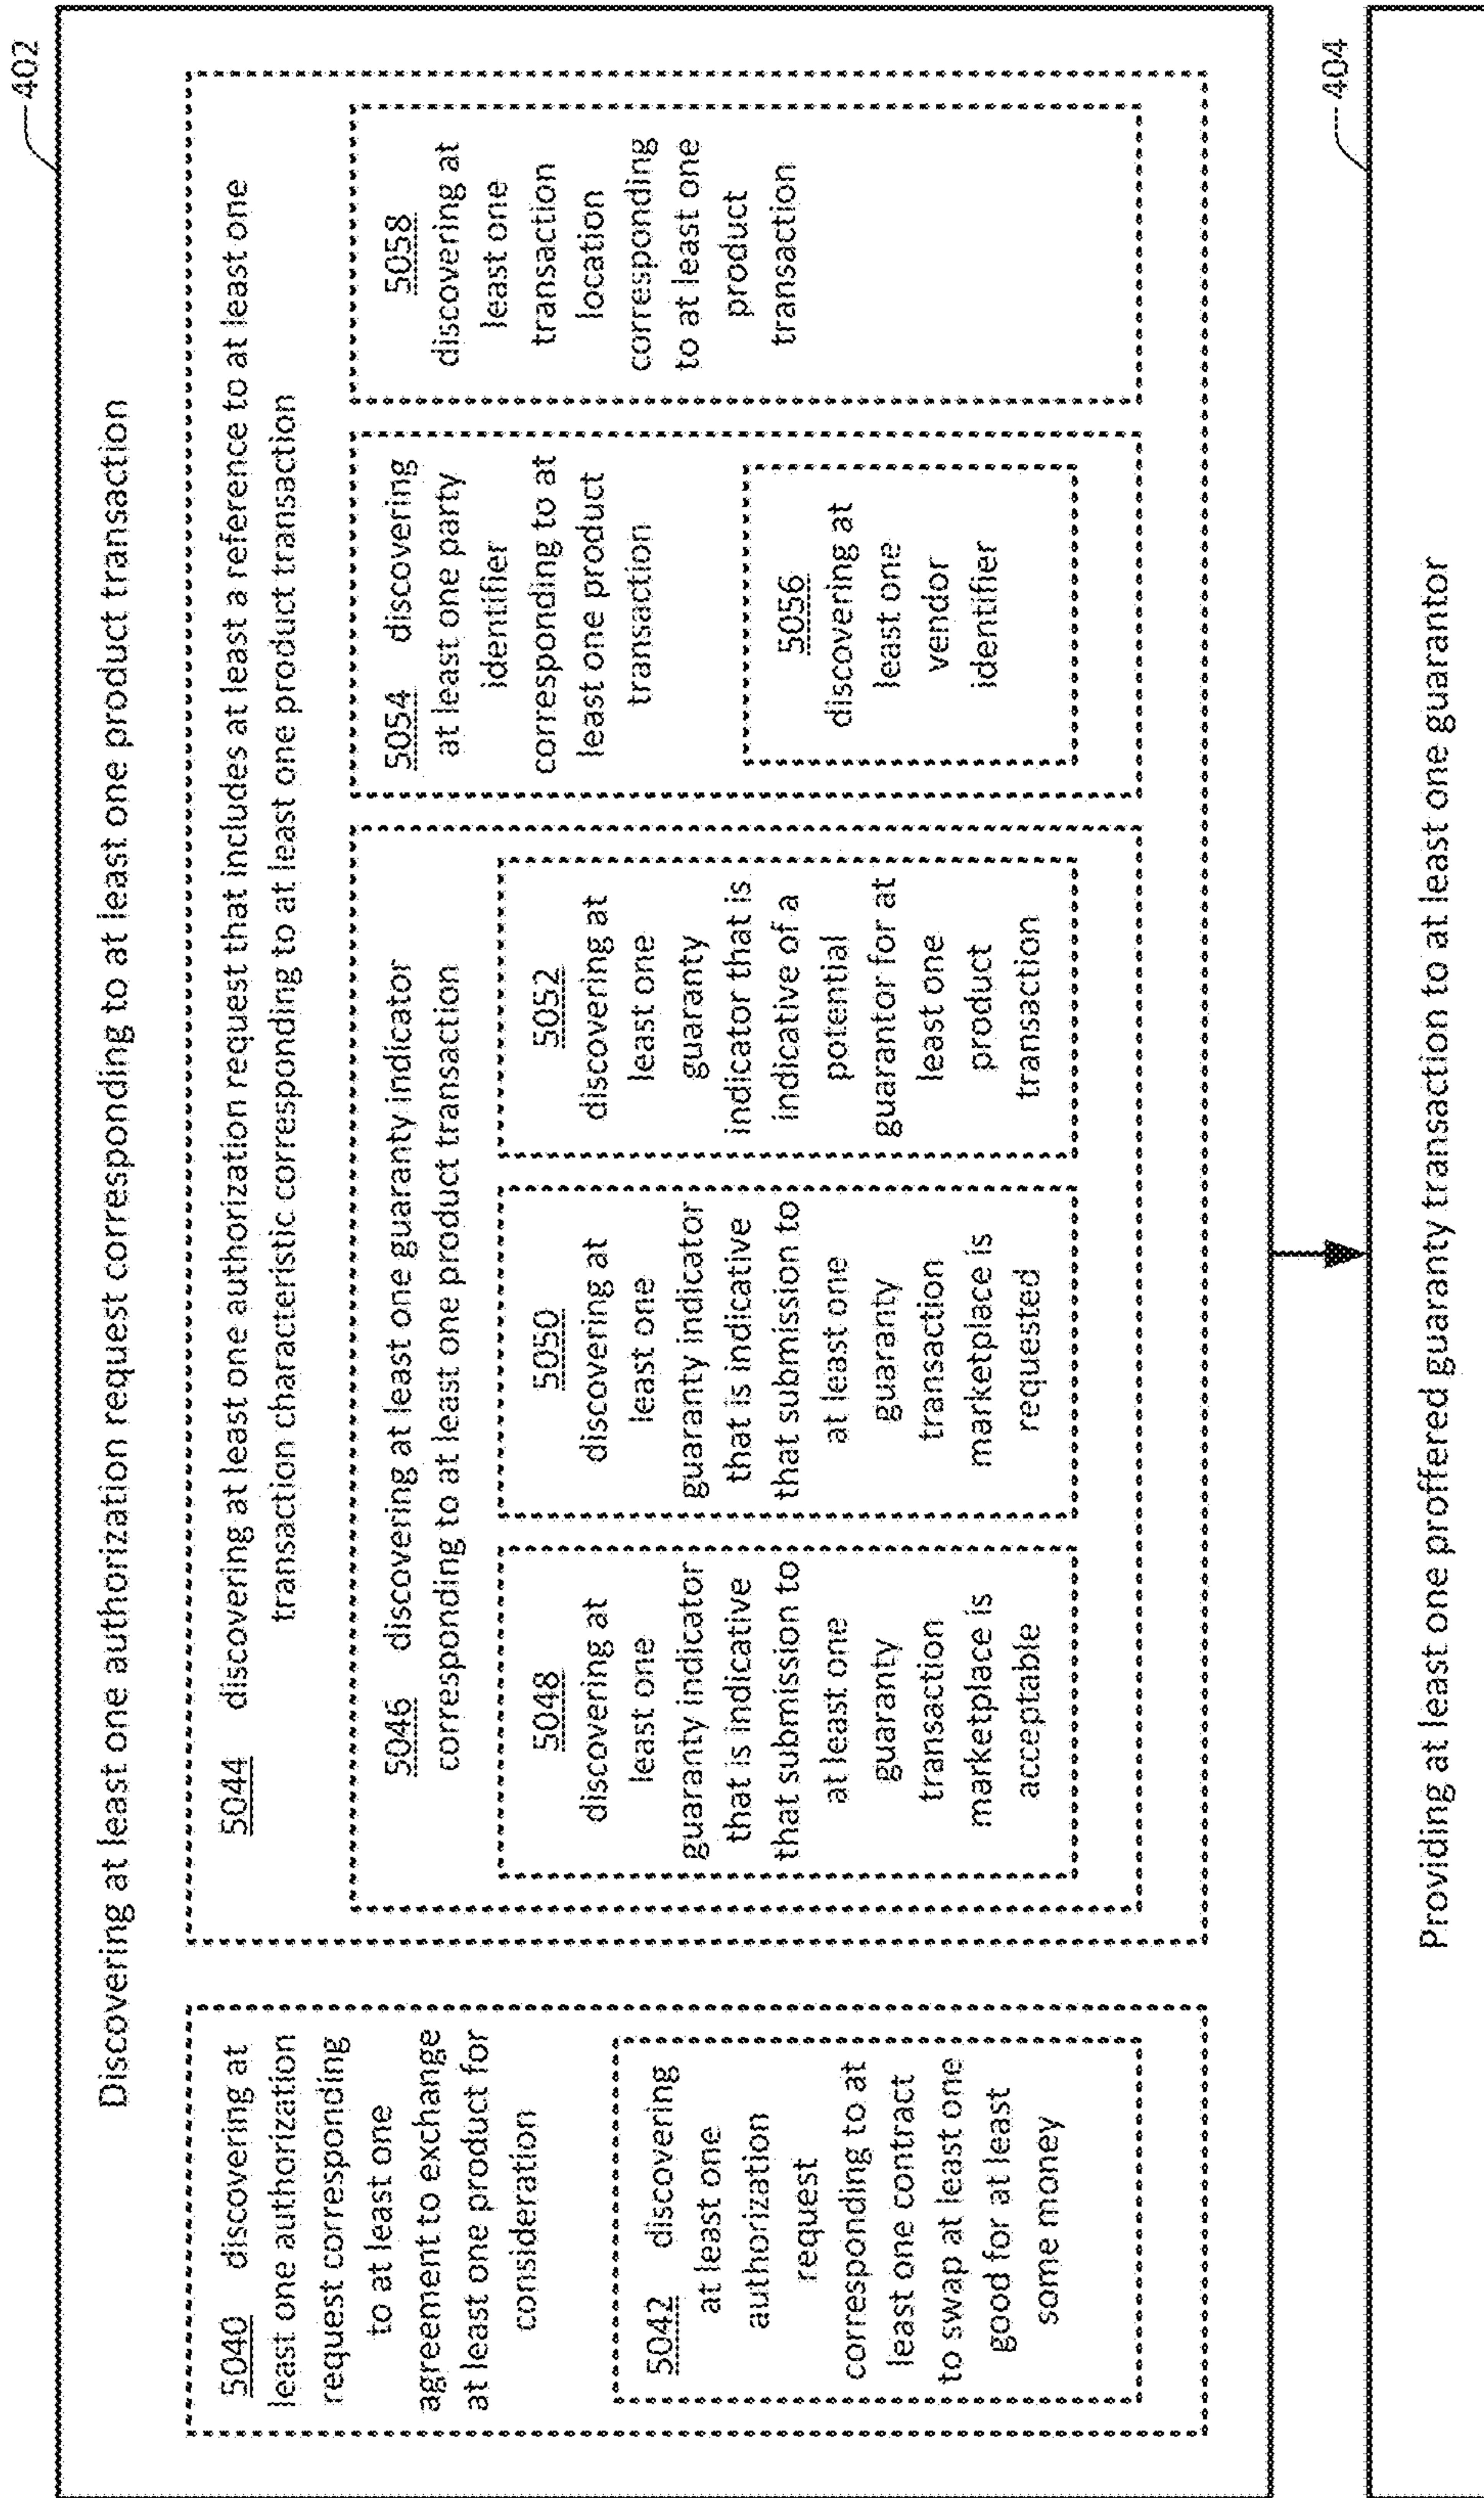 402
Discovering at least one authorization request corresponding to at least one product transaction
5040 discovering at
least one authorization
request corresponding
to at least one
agreement to exchange
at least one product for
consideration
5042 discovering
at least one
authorization
request
corresponding to at
least one contract
to swap at least one
good for at least
some money
5044 discovering at least one authorization request that includes at least a reference to at least one
transaction characteristic corresponding to at least one product transaction
5046 discovering at least one guaranty indicator
corresponding to at least one product transaction
5048
discovering at
least one
guaranty indicator
that is indicative
that submission to
at least one
guaranty
transaction
marketplace is
acceptable
5050
discovering at
least one
guaranty indicator
that is indicative
that submission to
at least one
guaranty
transaction
marketplace is
requested
5052
discovering at
least one
guaranty
indicator that is
indicative of a
potential
guarantor for at
least one
product
transaction
5054 discovering
at least one party
identifier
corresponding to at
least one product
transaction
5056
discovering at
least one
vendor
identifier
5058
discovering at
least one
transaction
location
corresponding
to at least one
product
transaction
404
Providing at least one proffered guaranty transaction to at least one guarantor